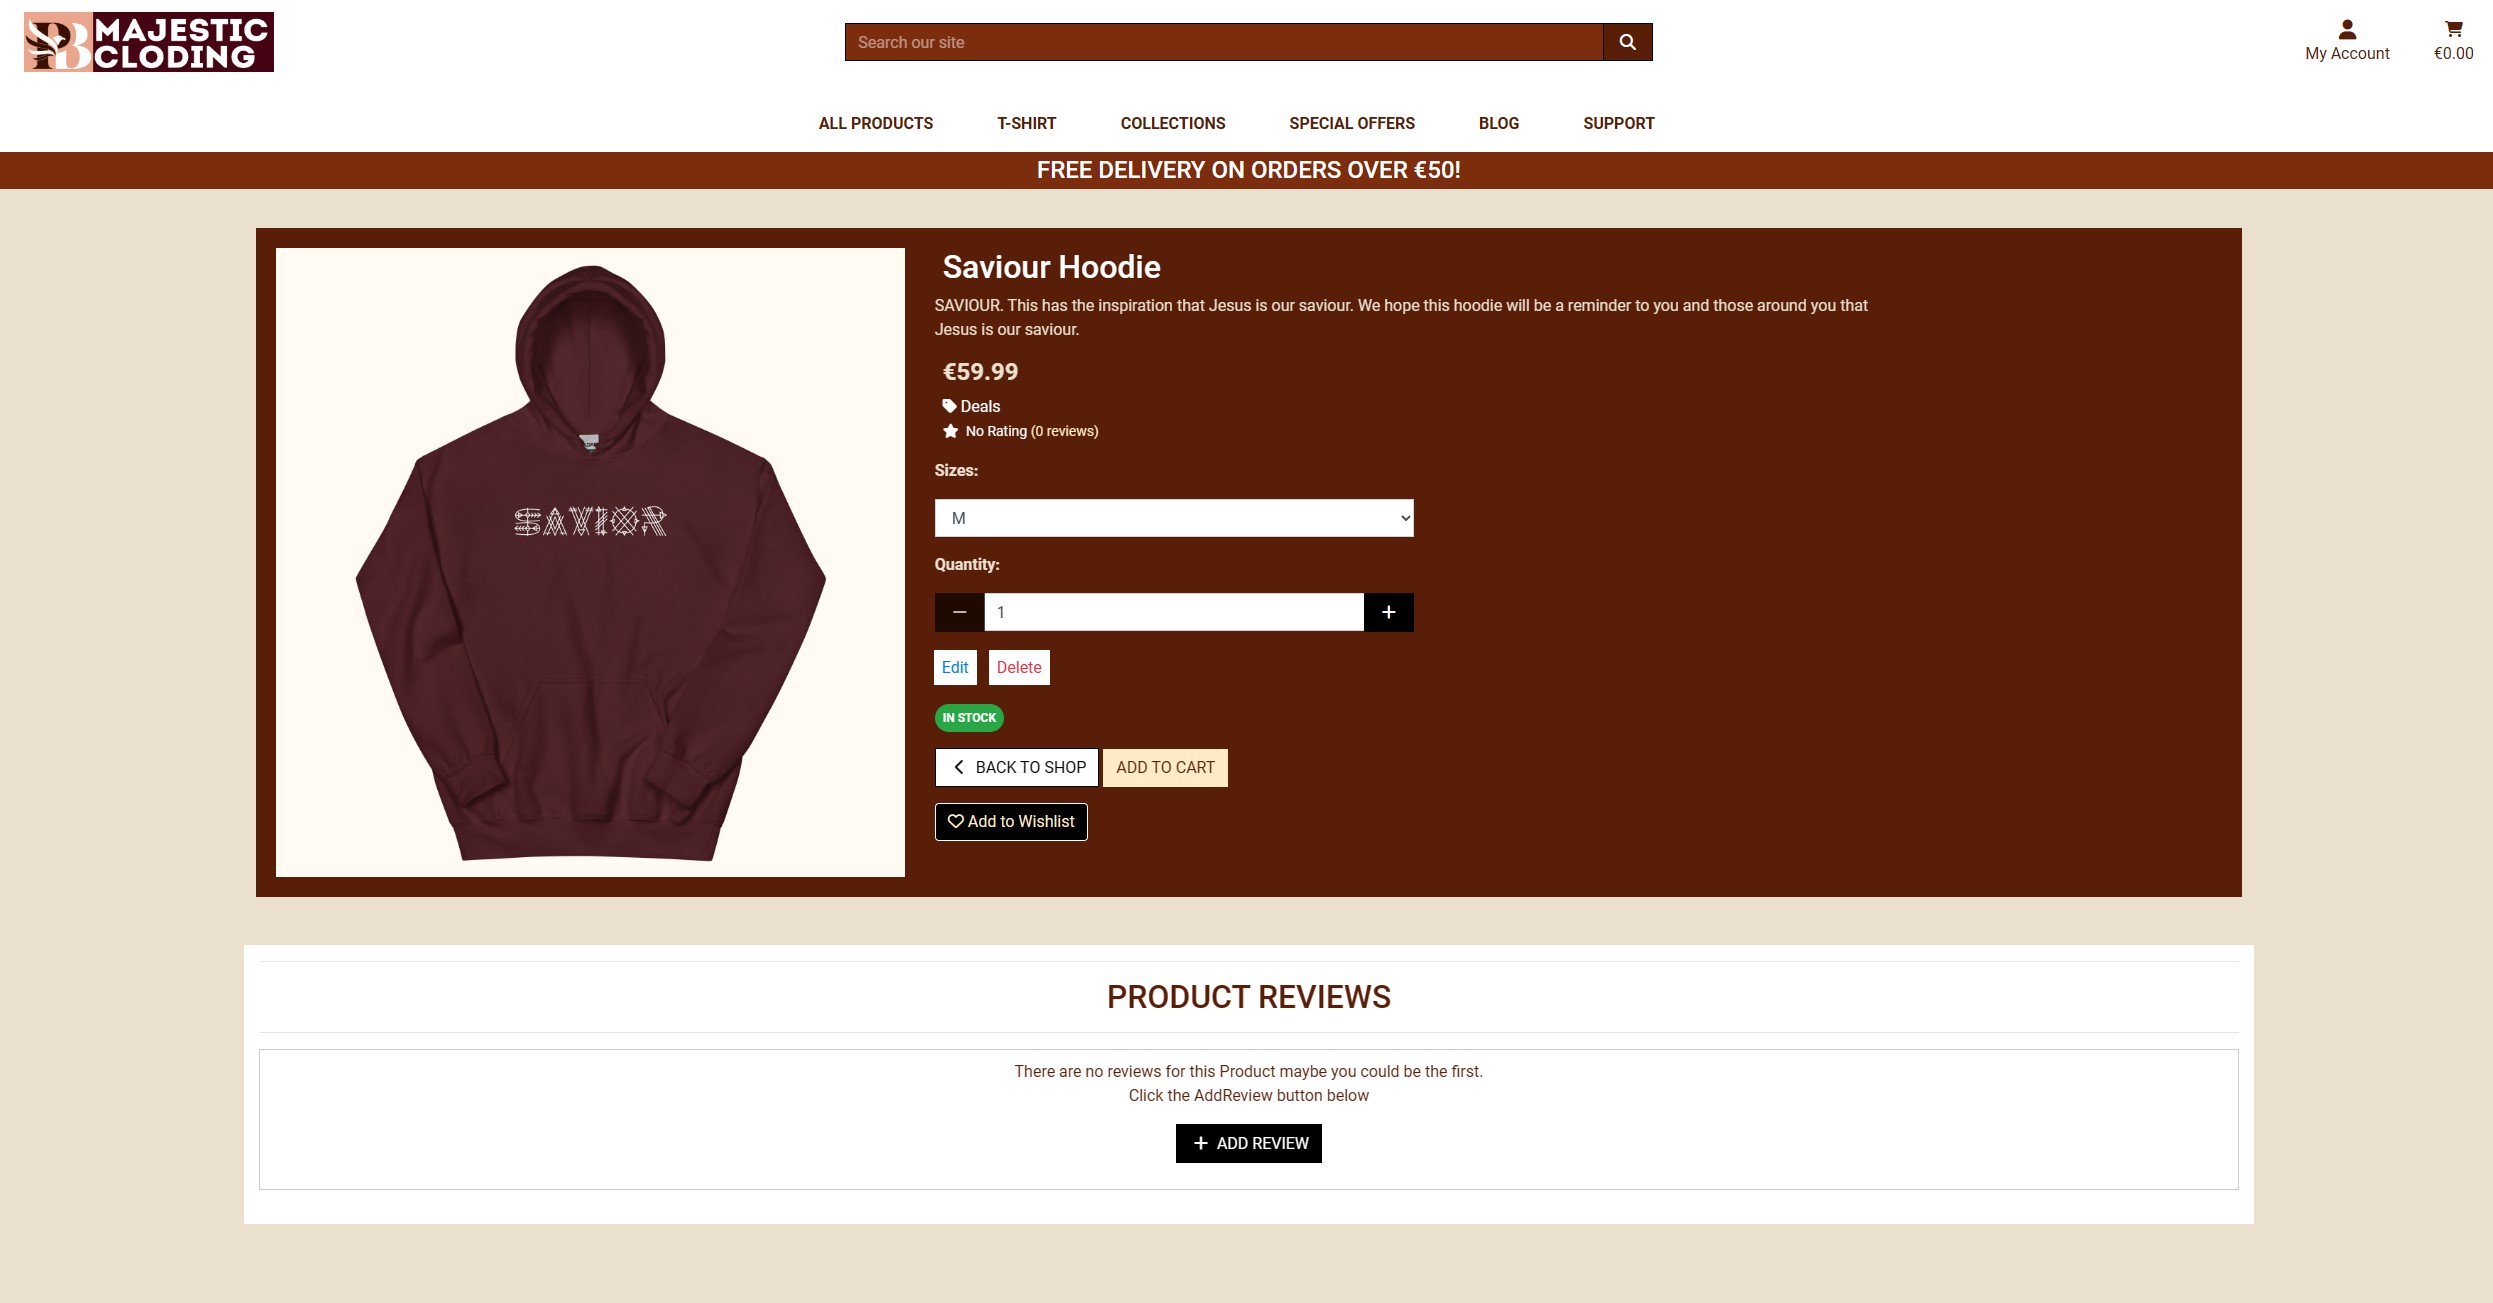 MAJESTIC
CLODING
Search our site
My Account
€0.00
ALL PRODUCTS
T-SHIRT
COLLECTIONS
SPECIAL OFFERS
BLOG
SUPPORT
FREE DELIVERY ON ORDERS OVER €50!
SAVIOR
Saviour Hoodie
SAVIOUR. This has the inspiration that Jesus is our saviour. We hope this hoodie will be a reminder to you and those around you that
Jesus is our saviour.
€59.99
Deals
No Rating (0 reviews)
Sizes:
M
Quantity:
1
Edit
Delete
IN STOCK
BACK TO SHOP
ADD TO CART
Add to Wishlist
PRODUCT REVIEWS
There are no reviews for this Product maybe you could be the first.
Click the AddReview button below
ADD REVIEW